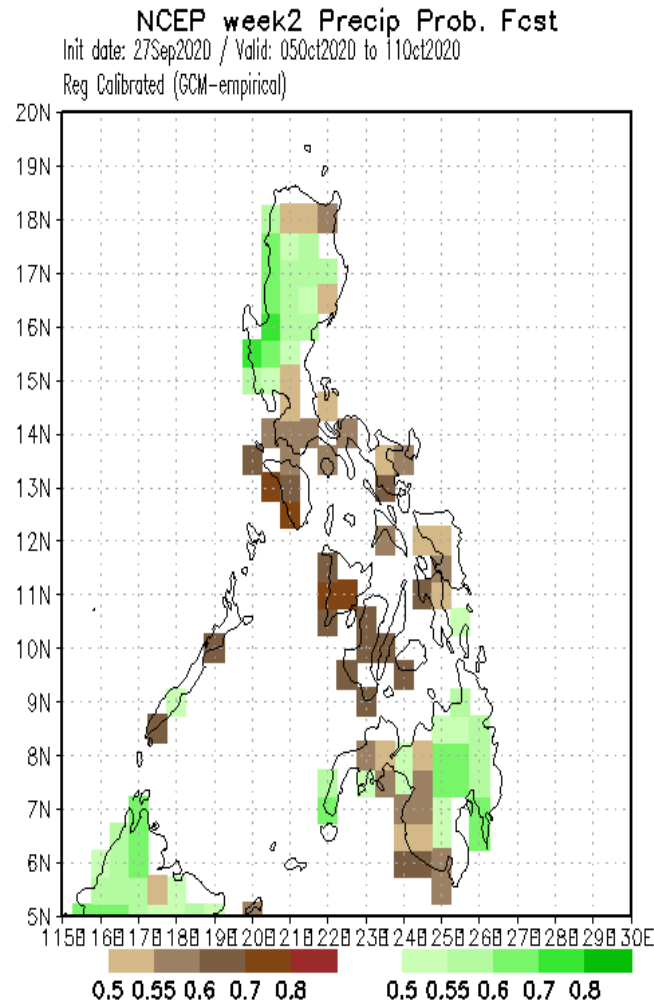 NCEP week2 Precip Prob. Fcst
Init date: 27Sep2020 / Valid: 05Oct2020 to 11Oct2020
Reg Calibrated (GCM-empirical)
20N
19N
18N
17N
16N
15N
14N
13N
12N
11N
10N
9N
8N
7N
6N
5N
0.5 0.55 0.6 0.7 0.8 0.5 0.55 0.6 0.7 0.8